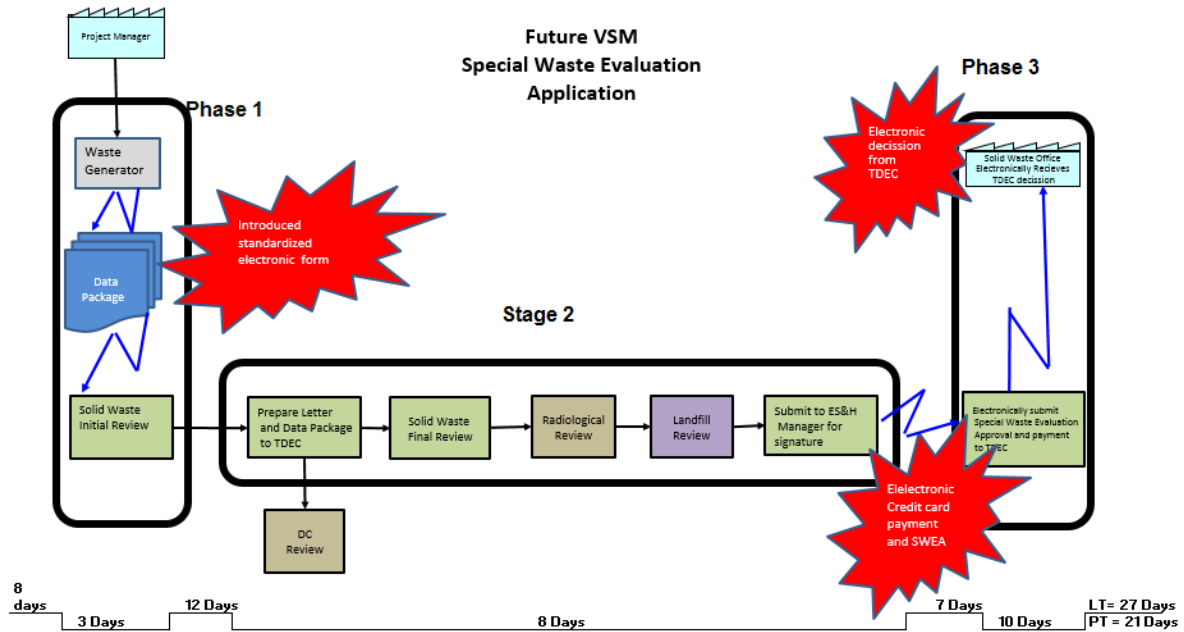 Project Manager
Future VSM
Special Waste Evaluation
Application
Phase 1
Phase 3
Waste
Generator
Electronic
decission
from
TDEC
Solid Waste Office
Electronically Recieves
TDEC decission
Introduced
standardized
electronic form
Data
Package
Stage 2
Solid Waste
Initial Review
Prepare Letter
and Data Package
to TDEC
Solid Waste
Final Review
Radiological
Review
Landfill
Review
Submit to ES&H
Manager for
signature
Electronically submit
Special Waste Evaluation
Approval and payment
to TDEC
Elelectronic
Credit card
payment
and SWEA
DC
Review
8
days
3 Days
12 Days
8 Days
7 Days
10 Days
LT= 27 Days
PT = 21 Days